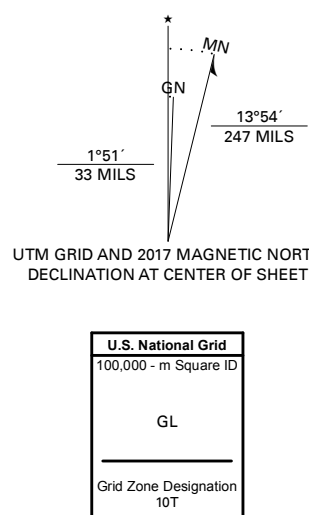 ★
MN
GN
13°54´
247 MILS
1°51´
33 MILS
UTM GRID AND 2017 MAGNETIC NORT
DECLINATION AT CENTER OF SHEET
U.S. National Grid
100,000 - m Square ID
GL
Grid Zone Designation
10T